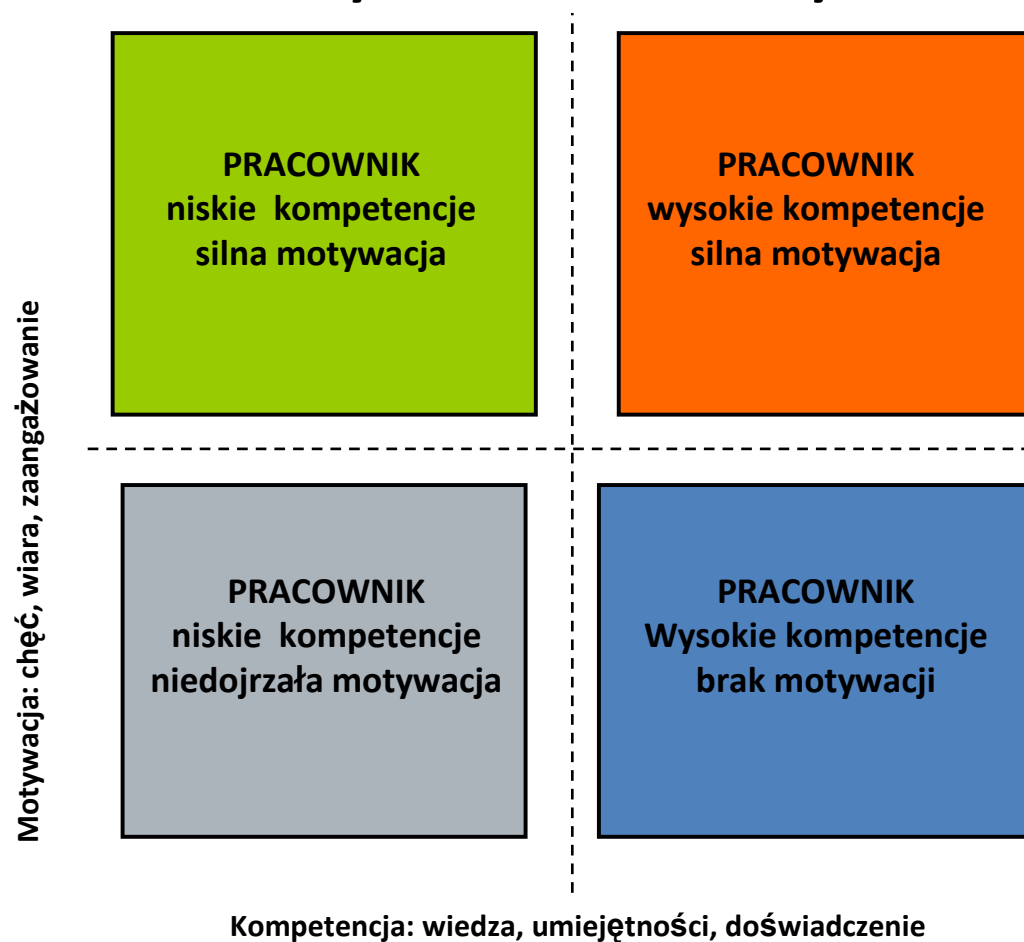 PRACOWNIK
niskie kompetencje
silna motywacja
PRACOWNIK
wysokie kompetencje
silna motywacja
Motywacja: chęć, wiara, zaangażowanie
PRACOWNIK
niskie kompetencje
niedojrzała motywacja
PRACOWNIK
Wysokie kompetencje
brak motywacji
Kompetencja: wiedza, umiejętności, doświadczenie